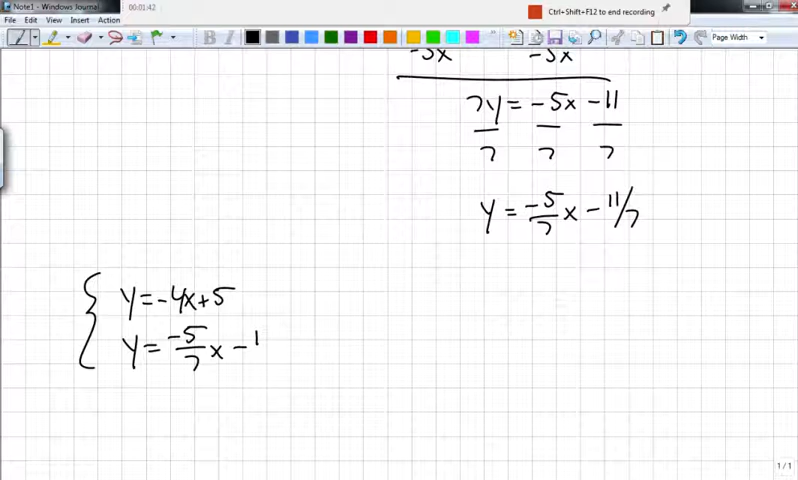 Note1 - Windows Journal
00:01:42
Ctrl+Shift+F12 to end recording
File Edit View Insert Action
Page Width
-5x -5x
7y = -5x - 11
7 7 7
y = -5/7 x - 11/7
y = -4x + 5
y = -5/7 x - 1
1 / 1